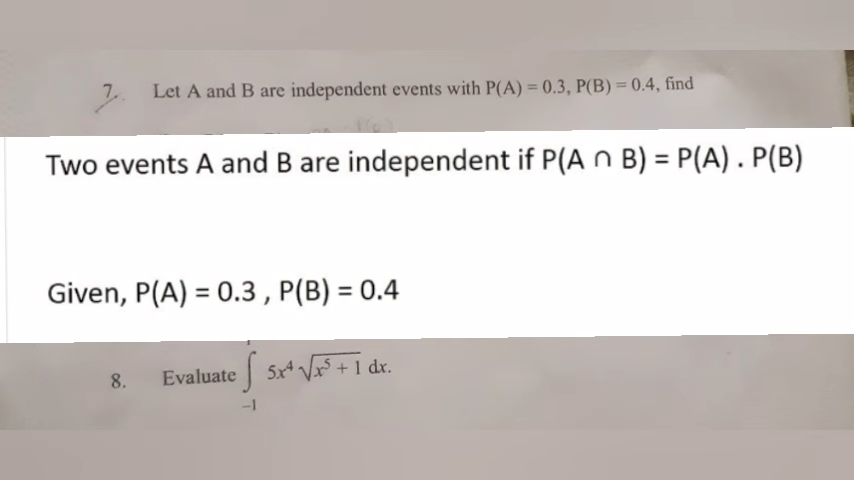 7. Let A and B are independent events with P(A) = 0.3, P(B) = 0.4, find
Two events A and B are independent if P(A ∩ B) = P(A) . P(B)
Given, P(A) = 0.3 , P(B) = 0.4
8. Evaluate ∫ 5x⁴ √(x⁵ + 1) dx.
–1